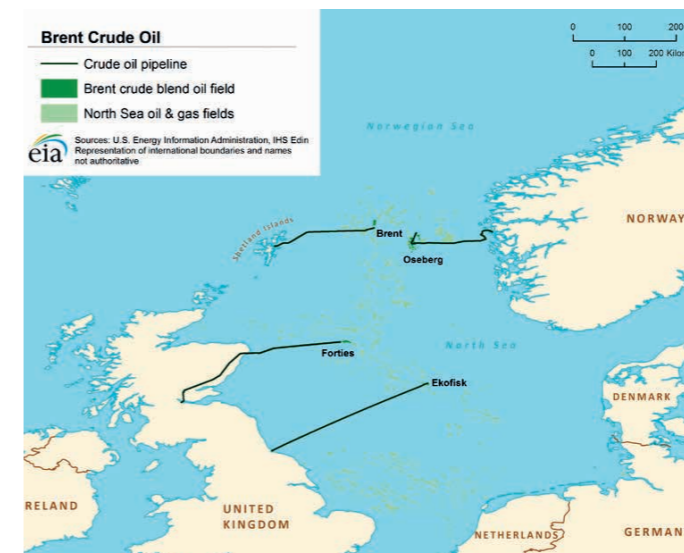 Brent Crude Oil
Crude oil pipeline
Brent crude blend oil field
North Sea oil & gas fields
eia
Sources: U.S. Energy Information Administration, IHS Edin
Representation of international boundaries and names
not authoritative
0 100 200
0 100 200 Kilo
Norwegian Sea
NORWAY
Shetland Islands
Brent
Oseberg
Forties
North Sea
Ekofisk
DENMARK
RELAND
UNITED
KINGDOM
NETHERLANDS
GERMAN